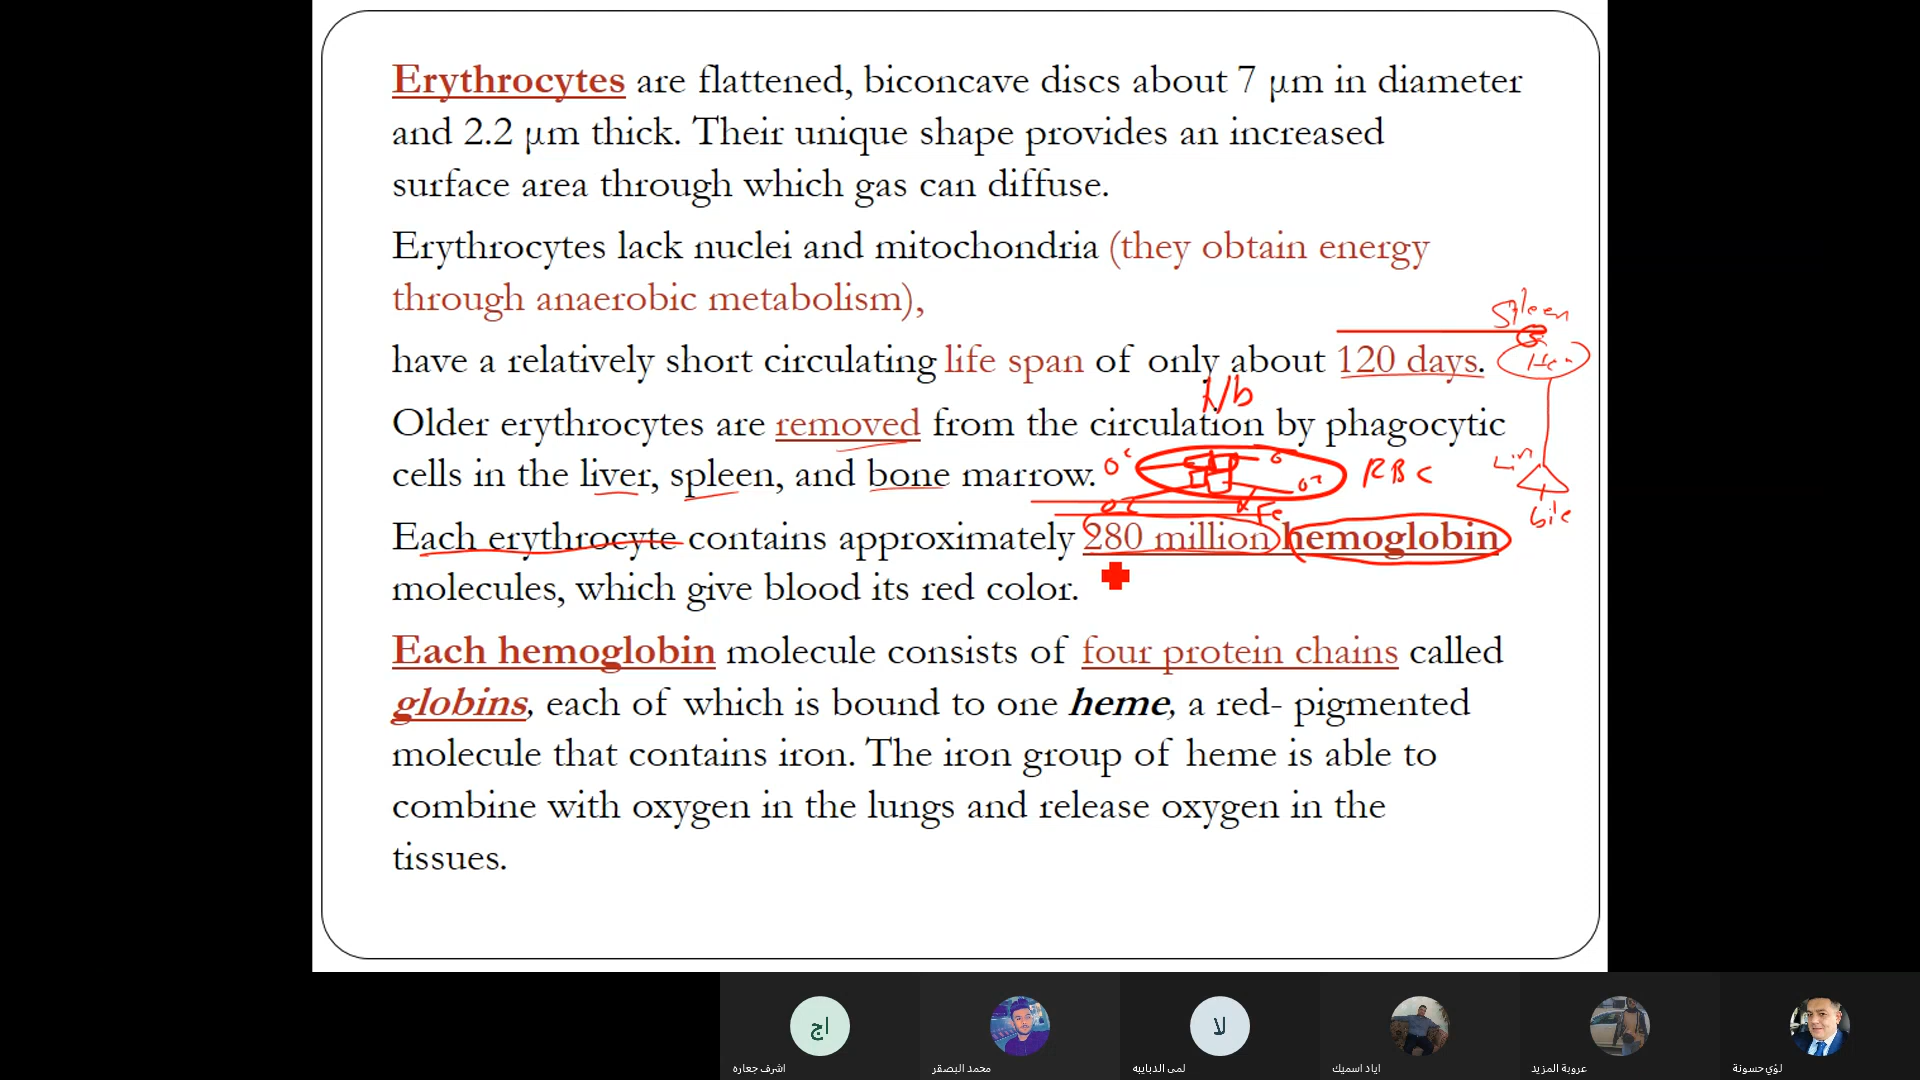 Erythrocytes are flattened, biconcave discs about 7 µm in diameter
and 2.2 µm thick. Their unique shape provides an increased
surface area through which gas can diffuse.
Erythrocytes lack nuclei and mitochondria (they obtain energy
through anaerobic metabolism),
spleen
have a relatively short circulating life span of only about 120 days.
Hb
Older erythrocytes are removed from the circulation by phagocytic
cells in the liver, spleen, and bone marrow.
RBC
Fe
bile
Each erythrocyte contains approximately 280 million hemoglobin
molecules, which give blood its red color.
Each hemoglobin molecule consists of four protein chains called
globins, each of which is bound to one heme, a red- pigmented
molecule that contains iron. The iron group of heme is able to
combine with oxygen in the lungs and release oxygen in the
tissues.
اج
لا
اشرف جعاره
محمد البصقر
لمى الدبايبه
اياد اسميك
عروبة المزيد
لؤي حسونة